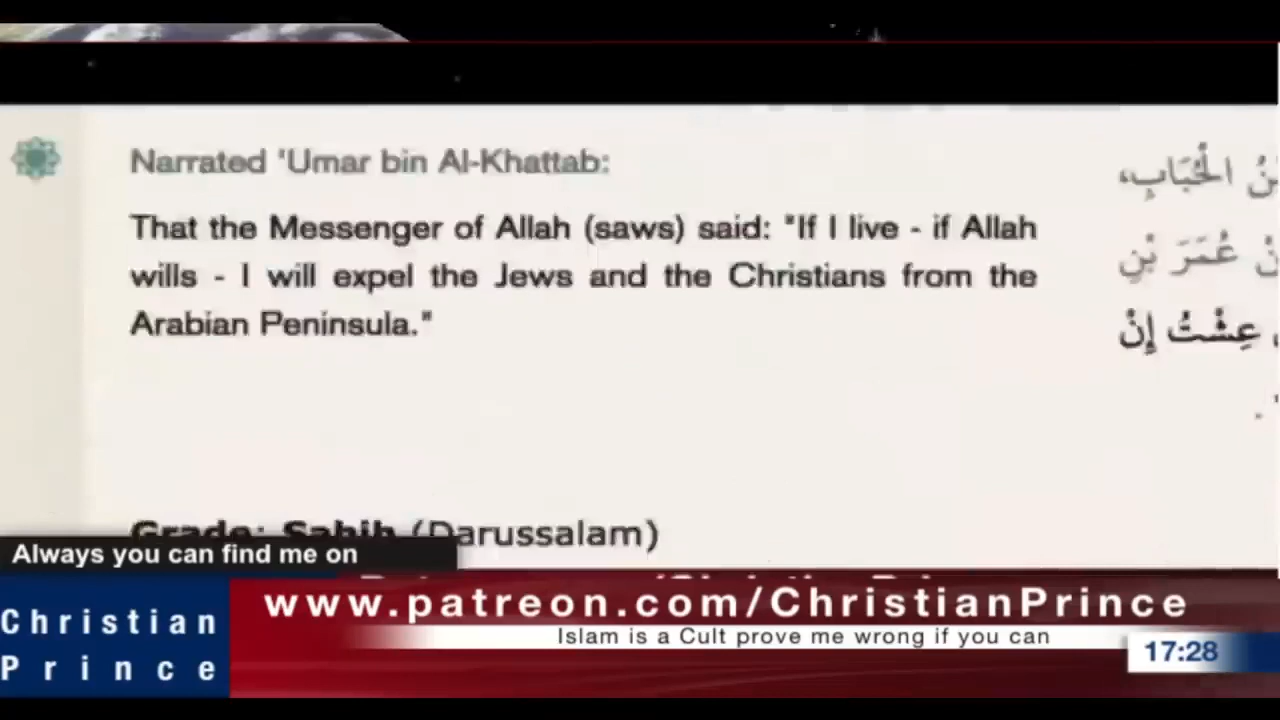 Narrated 'Umar bin Al-Khattab:
That the Messenger of Allah (saws) said: "If I live - if Allah
wills - I will expel the Jews and the Christians from the
Arabian Peninsula."
الْحُبَابِ،
عُمَرَ بْنِ
عِشْتُ إِنْ
Grade: Sahih (Darussalam)
Always you can find me on
Christian
Prince
www.patreon.com/ChristianPrince
Islam is a Cult prove me wrong if you can
17:28